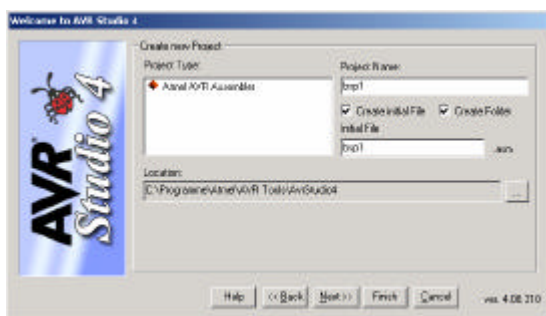 Welcome to AVR Studio 4
AVR Studio 4
Create new Project
Project Type:
Atmel AVR Assembler
Project Name:
bsp1
Create initial File
Create Folder
Initial File
bsp1
.asm
Location:
C:\Programme\Atmel\AVR Tools\AvrStudio4
...
Help
<< Back
Next >>
Finish
Cancel
ver. 4.08.310